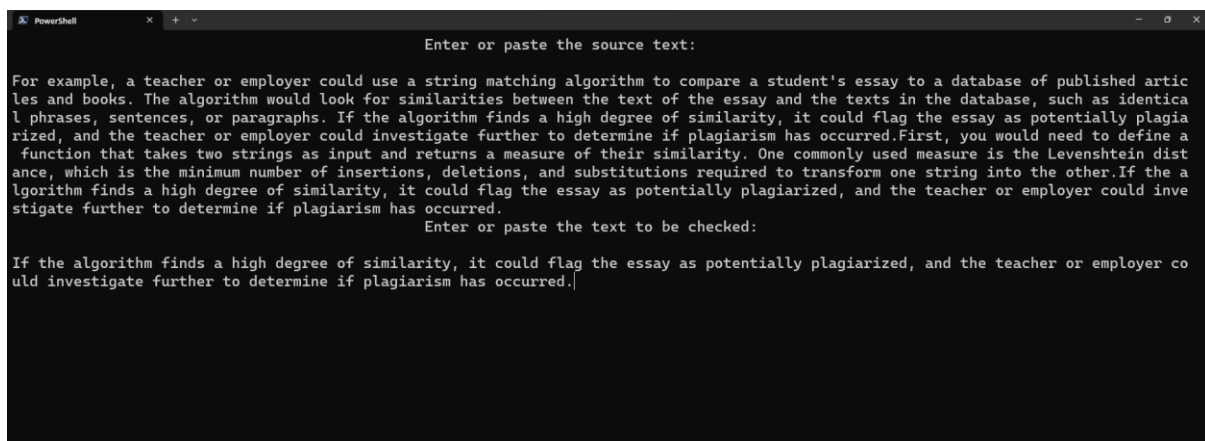 PowerShell
Enter or paste the source text:
For example, a teacher or employer could use a string matching algorithm to compare a student's essay to a database of published artic
les and books. The algorithm would look for similarities between the text of the essay and the texts in the database, such as identica
l phrases, sentences, or paragraphs. If the algorithm finds a high degree of similarity, it could flag the essay as potentially plagia
rized, and the teacher or employer could investigate further to determine if plagiarism has occurred.First, you would need to define a
 function that takes two strings as input and returns a measure of their similarity. One commonly used measure is the Levenshtein dist
ance, which is the minimum number of insertions, deletions, and substitutions required to transform one string into the other.If the a
lgorithm finds a high degree of similarity, it could flag the essay as potentially plagiarized, and the teacher or employer could inve
stigate further to determine if plagiarism has occurred.
Enter or paste the text to be checked:
If the algorithm finds a high degree of similarity, it could flag the essay as potentially plagiarized, and the teacher or employer co
uld investigate further to determine if plagiarism has occurred.